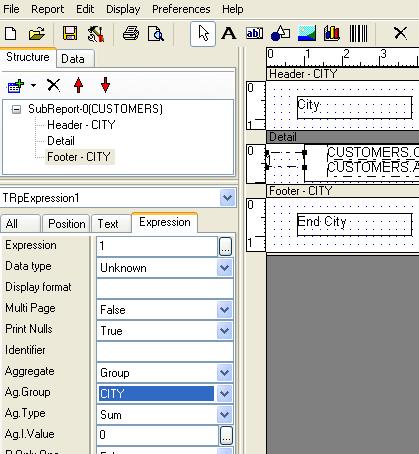 File Report Edit Display Preferences Help
A ab
Structure Data
SubReport-0(CUSTOMERS)
Header - CITY
Detail
Footer - CITY
TRpExpression1
All Position Text Expression
Expression 1 ...
Data type Unknown
Display format
Multi Page False
Print Nulls True
Identifier
Aggregate Group
Ag.Group CITY
Ag.Type Sum
Ag.I.Value 0 ...
0 1 2 3
Header - CITY
0
City
1
Detail
0
CUSTOMERS.C
CUSTOMERS.A
Footer - CITY
0
End City
1